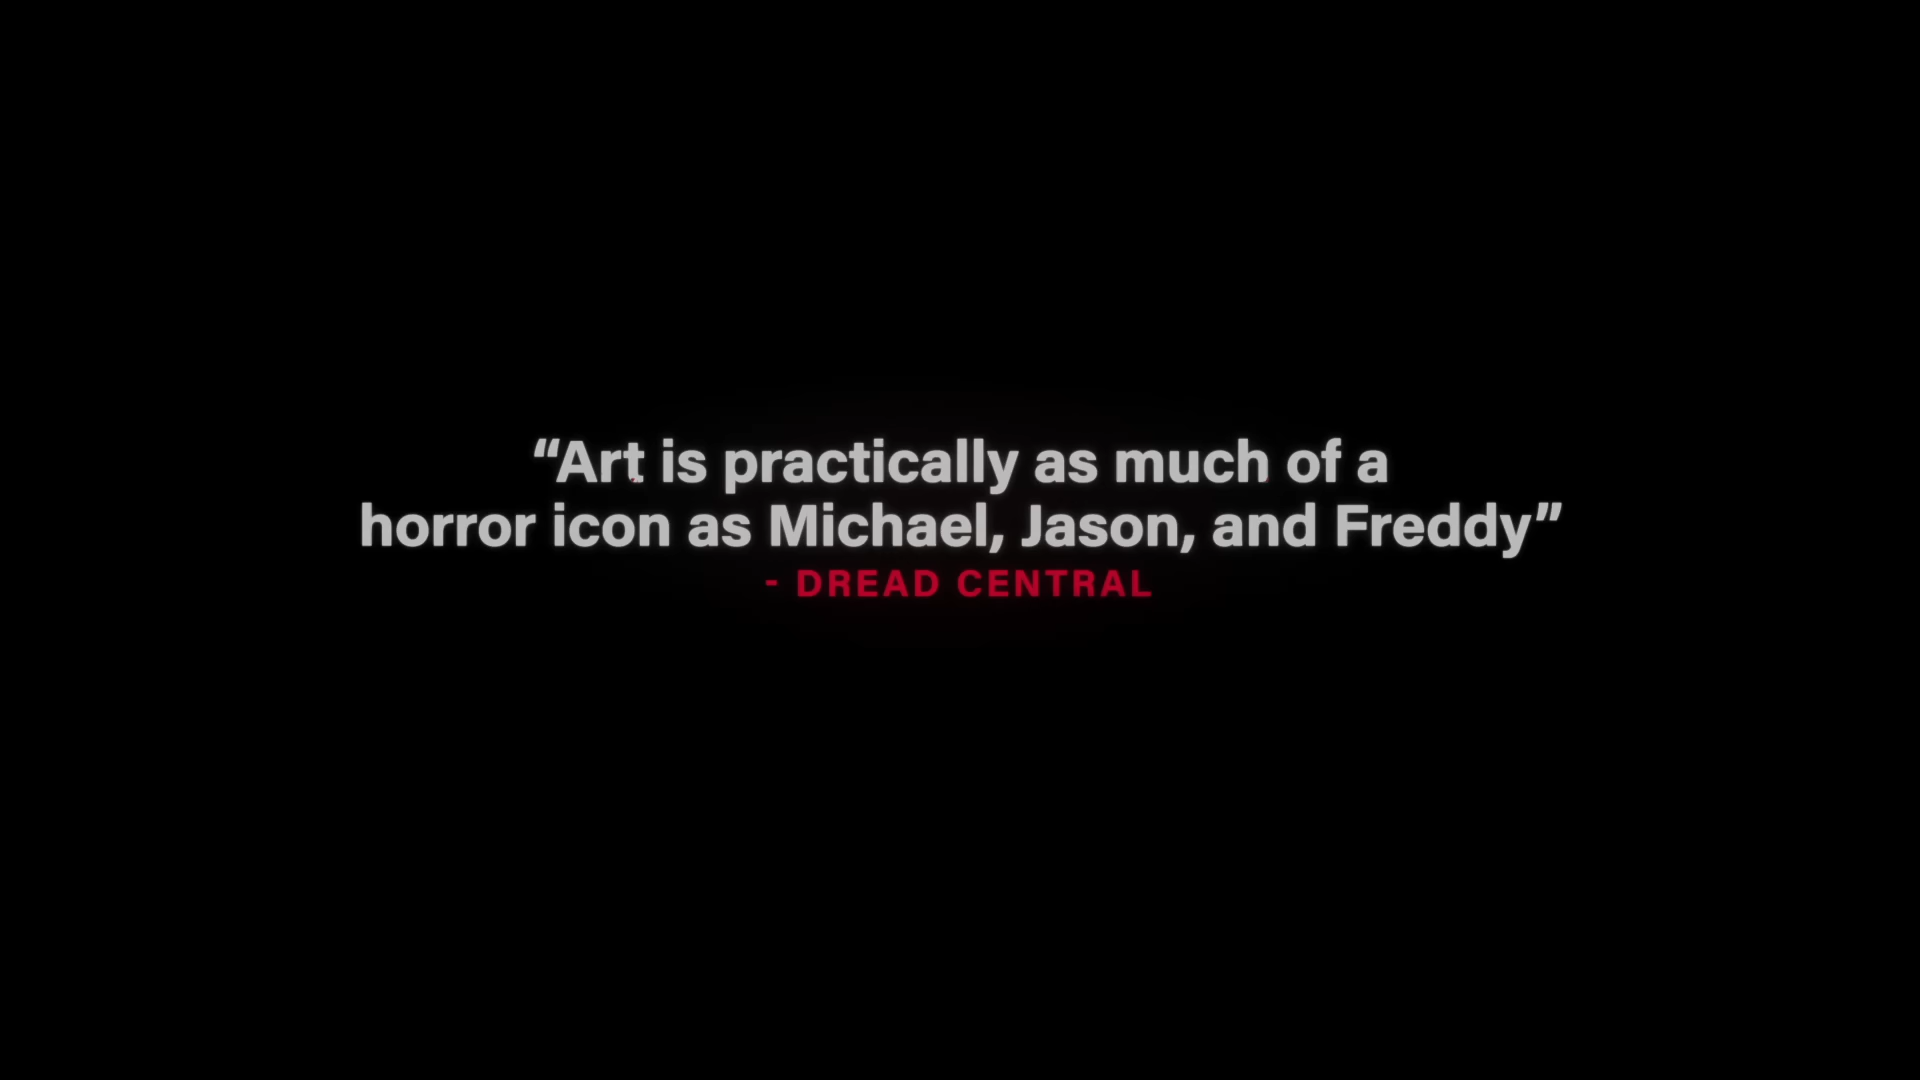 “Art is practically as much of a
horror icon as Michael, Jason, and Freddy”
- DREAD CENTRAL